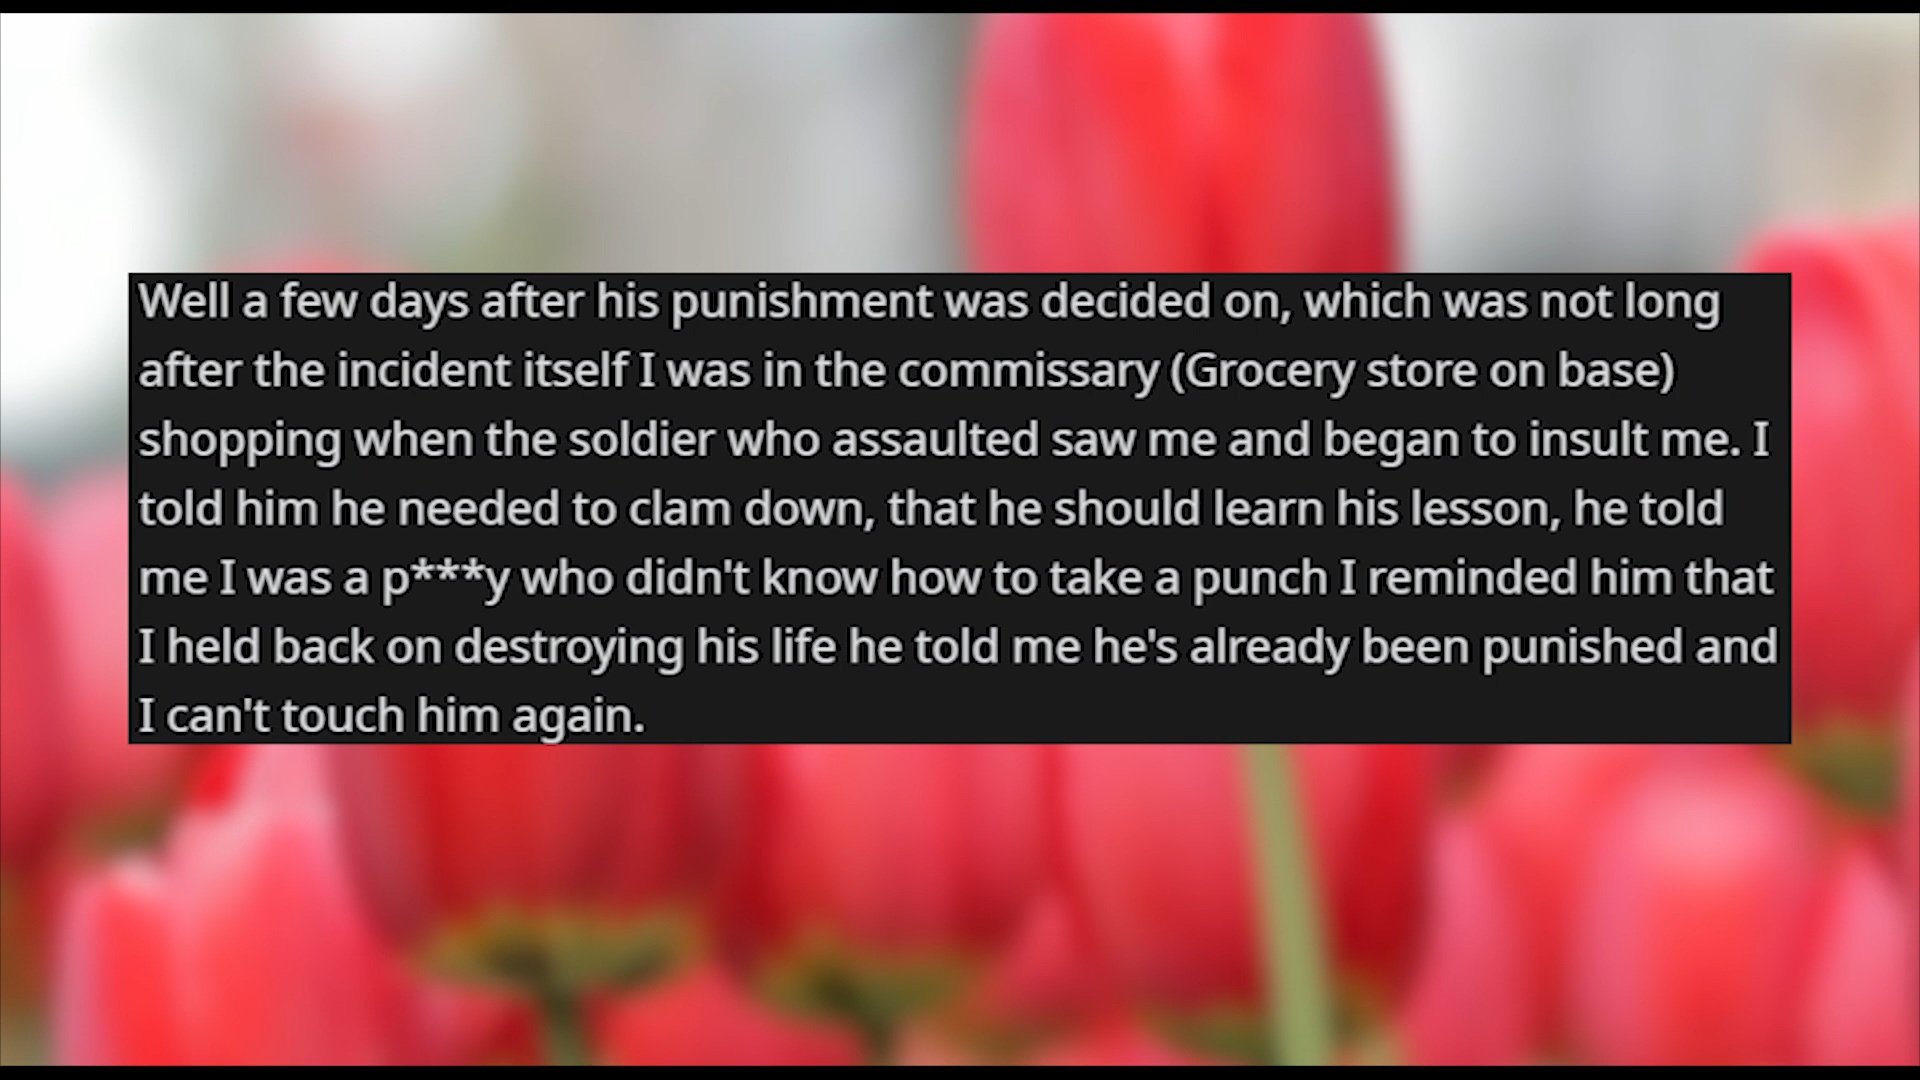 Well a few days after his punishment was decided on, which was not long
after the incident itself I was in the commissary (Grocery store on base)
shopping when the soldier who assaulted saw me and began to insult me. I
told him he needed to clam down, that he should learn his lesson, he told
me I was a p***y who didn't know how to take a punch I reminded him that
I held back on destroying his life he told me he's already been punished and
I can't touch him again.